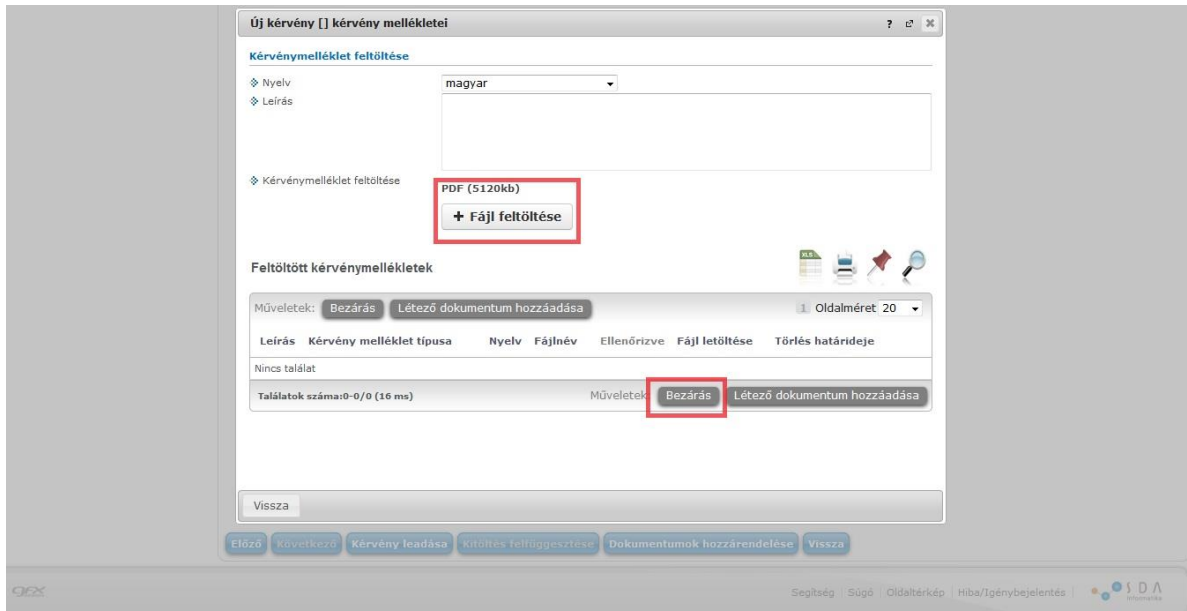 Új kérvény [] kérvény mellékletei ?
Kérvénymelléklet feltöltése
Nyelv magyar
Leírás
Kérvénymelléklet feltöltése
PDF (5120kb)
+ Fájl feltöltése
XLS
Feltöltött kérvénymellékletek
Műveletek: Bezárás Létező dokumentum hozzáadása 1 Oldalméret 20
Leírás Kérvény melléklet típusa Nyelv Fájlnév Ellenőrizve Fájl letöltése Törlés határideje
Nincs találat
Találatok száma:0-0/0 (16 ms) Műveletek: Bezárás Létező dokumentum hozzáadása
Vissza
Előző Következő Kérvény leadása Kitöltés felfüggesztése Dokumentumok hozzárendelése Vissza
Segítség Súgó Oldaltérkép Hiba/Igénybejelentés SDA
Informatika